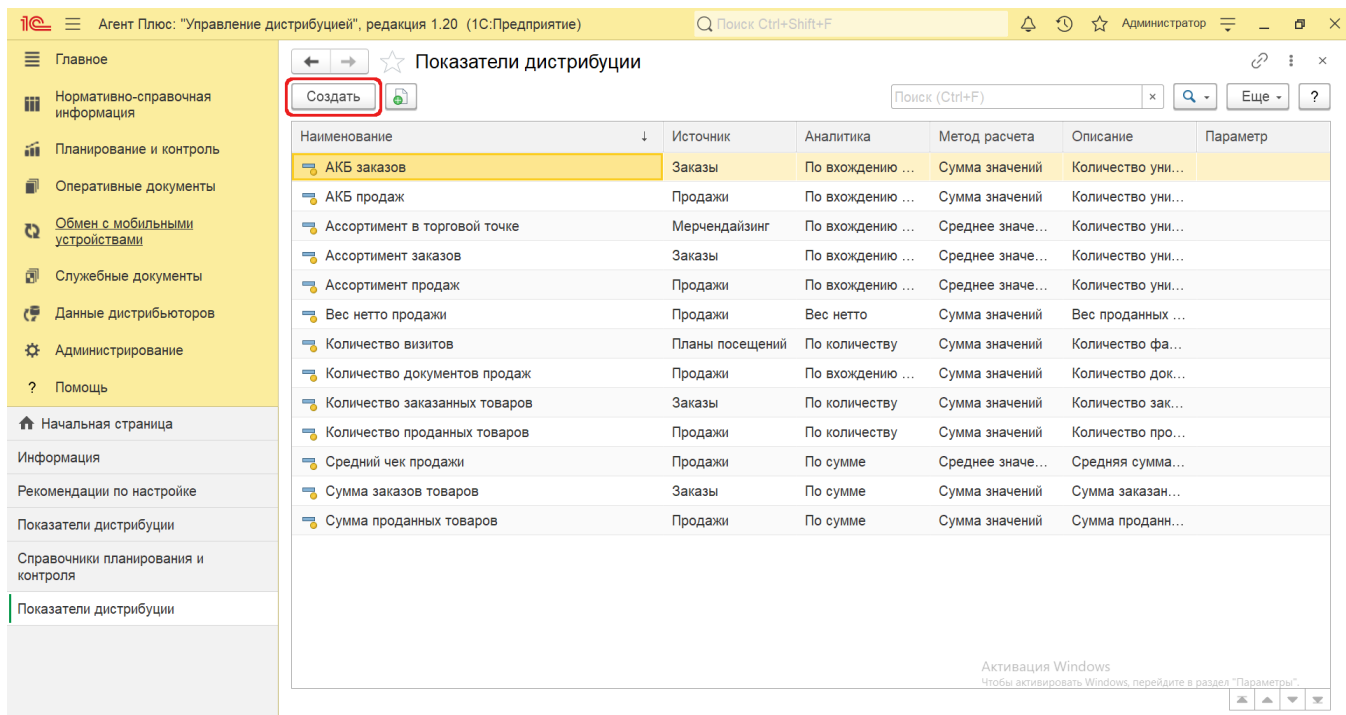 1С Агент Плюс: "Управление дистрибуцией", редакция 1.20 (1С:Предприятие) Поиск Ctrl+Shift+F Администратор
Главное
Нормативно-справочная
информация
Планирование и контроль
Оперативные документы
Обмен с мобильными
устройствами
Служебные документы
Данные дистрибьюторов
Администрирование
? Помощь
Начальная страница
Информация
Рекомендации по настройке
Показатели дистрибуции
Справочники планирования и
контроля
Показатели дистрибуции
Показатели дистрибуции
Создать Поиск (Ctrl+F) × Еще ?
Наименование ↓ Источник Аналитика Метод расчета Описание Параметр
АКБ заказов Заказы По вхождению ... Сумма значений Количество уни...
АКБ продаж Продажи По вхождению ... Сумма значений Количество уни...
Ассортимент в торговой точке Мерчендайзинг По вхождению ... Среднее значе... Количество уни...
Ассортимент заказов Заказы По вхождению ... Среднее значе... Количество уни...
Ассортимент продаж Продажи По вхождению ... Среднее значе... Количество уни...
Вес нетто продажи Продажи Вес нетто Сумма значений Вес проданных ...
Количество визитов Планы посещений По количеству Сумма значений Количество фа...
Количество документов продаж Продажи По вхождению ... Сумма значений Количество док...
Количество заказанных товаров Заказы По количеству Сумма значений Количество зак...
Количество проданных товаров Продажи По количеству Сумма значений Количество про...
Средний чек продажи Продажи По сумме Среднее значе... Средняя сумма...
Сумма заказов товаров Заказы По сумме Сумма значений Сумма заказан...
Сумма проданных товаров Продажи По сумме Сумма значений Сумма проданн...
Активация Windows
Чтобы активировать Windows, перейдите в раздел "Параметры".